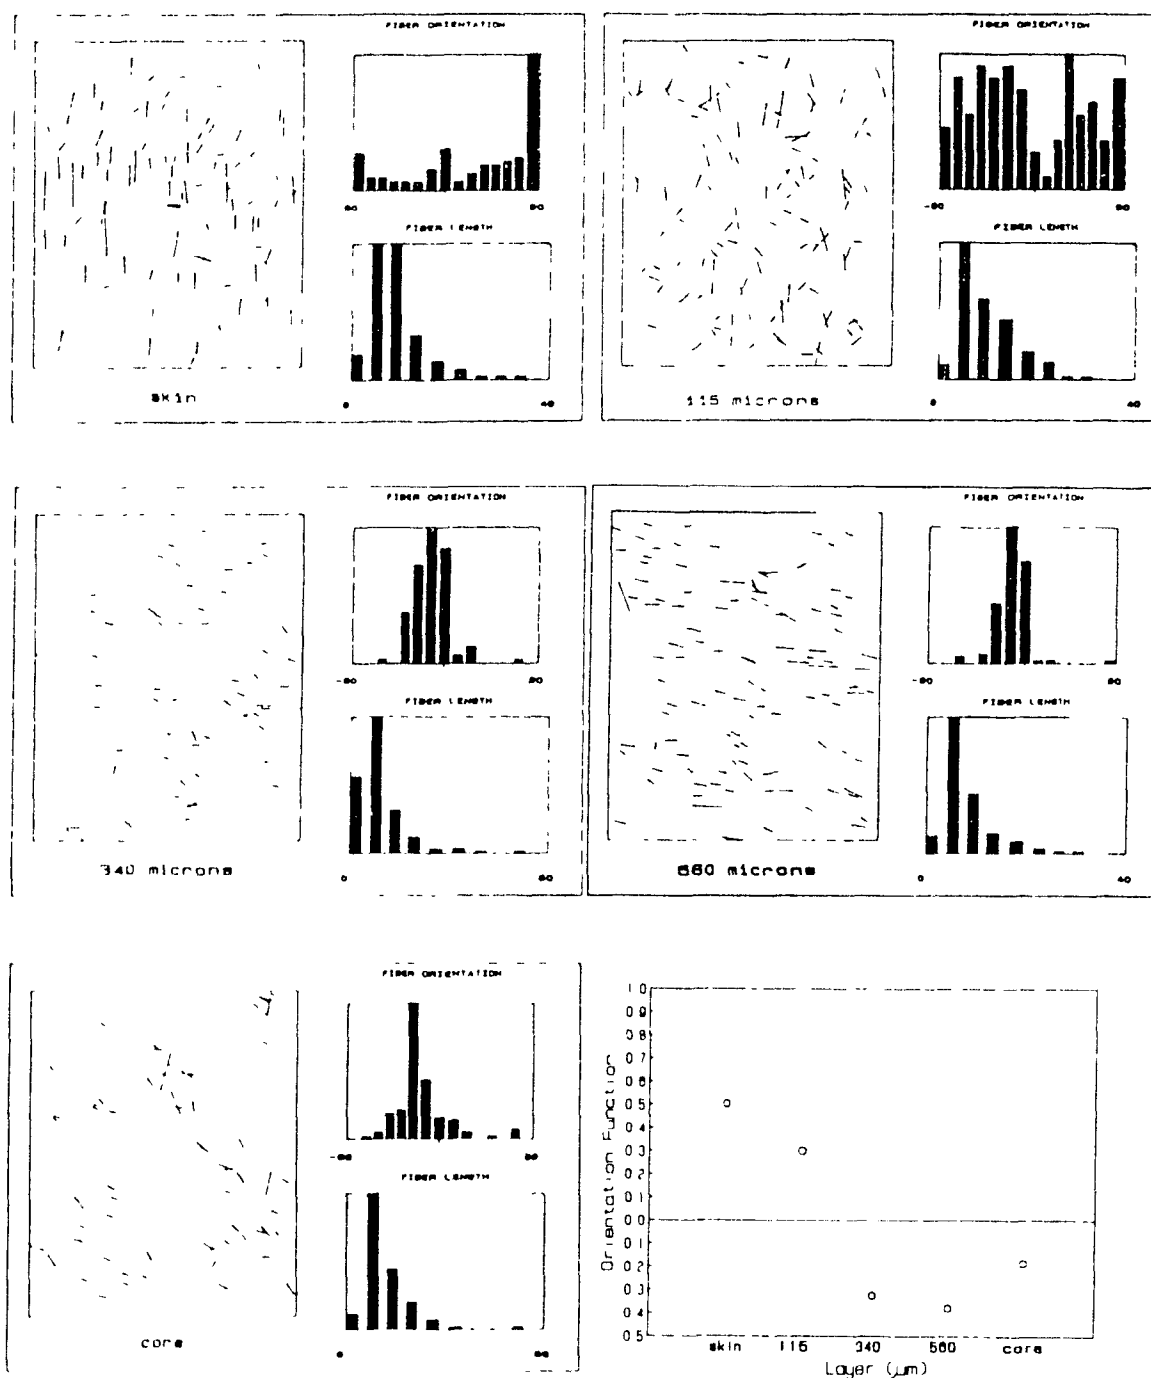 FIBER ORIENTATION
-90 90
FIBER LENGTH
0 40
skin
FIBER ORIENTATION
-90 90
FIBER LENGTH
0 40
115 microns
FIBER ORIENTATION
-90 90
FIBER LENGTH
0
340 microns
FIBER ORIENTATION
-90 90
FIBER LENGTH
0 40
560 microns
FIBER ORIENTATION
-90 90
FIBER LENGTH
0
core
Orientation Function
1.0
0.9
0.8
0.7
0.6
0.5
0.4
0.3
0.2
0.1
0.0
0.1
0.2
0.3
0.4
0.5
skin 115 340 560 core
Layer (µm)